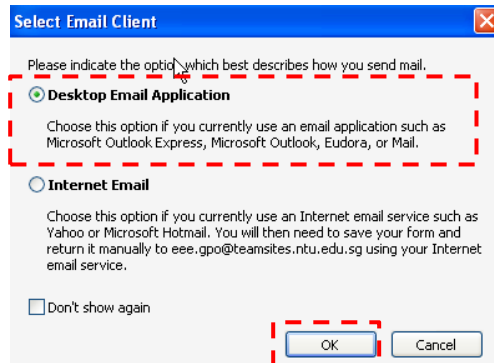 Select Email Client
Please indicate the option which best describes how you send mail.
Desktop Email Application
Choose this option if you currently use an email application such as
Microsoft Outlook Express, Microsoft Outlook, Eudora, or Mail.
Internet Email
Choose this option if you currently use an Internet email service such as
Yahoo or Microsoft Hotmail. You will then need to save your form and
return it manually to eee.gpo@teamsites.ntu.edu.sg using your Internet
email service.
Don't show again
OK Cancel